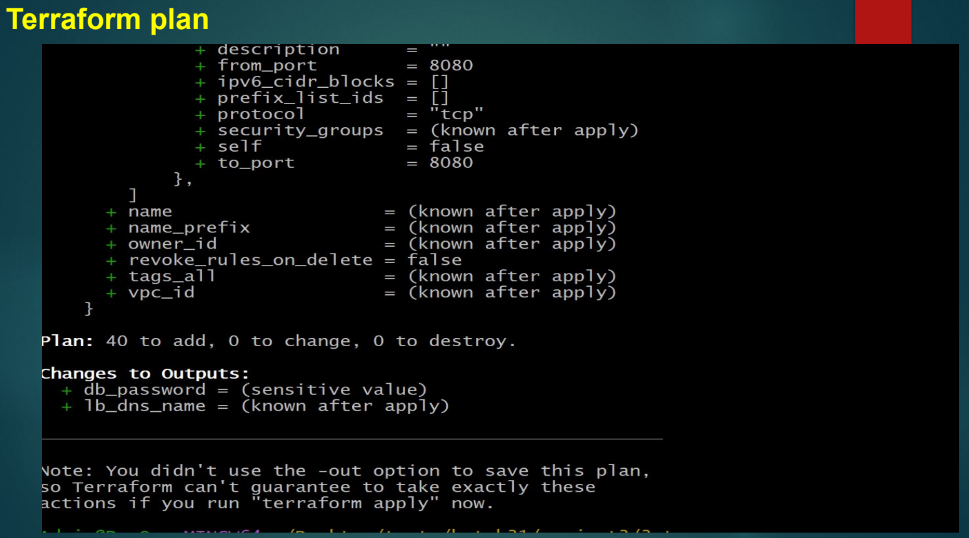 Terraform plan
+ description = ""
+ from_port = 8080
+ ipv6_cidr_blocks = []
+ prefix_list_ids = []
+ protocol = "tcp"
+ security_groups = (known after apply)
+ self = false
+ to_port = 8080
},
]
+ name = (known after apply)
+ name_prefix = (known after apply)
+ owner_id = (known after apply)
+ revoke_rules_on_delete = false
+ tags_all = (known after apply)
+ vpc_id = (known after apply)
}
Plan: 40 to add, 0 to change, 0 to destroy.
Changes to Outputs:
+ db_password = (sensitive value)
+ lb_dns_name = (known after apply)
Note: You didn't use the -out option to save this plan,
so Terraform can't guarantee to take exactly these
actions if you run "terraform apply" now.